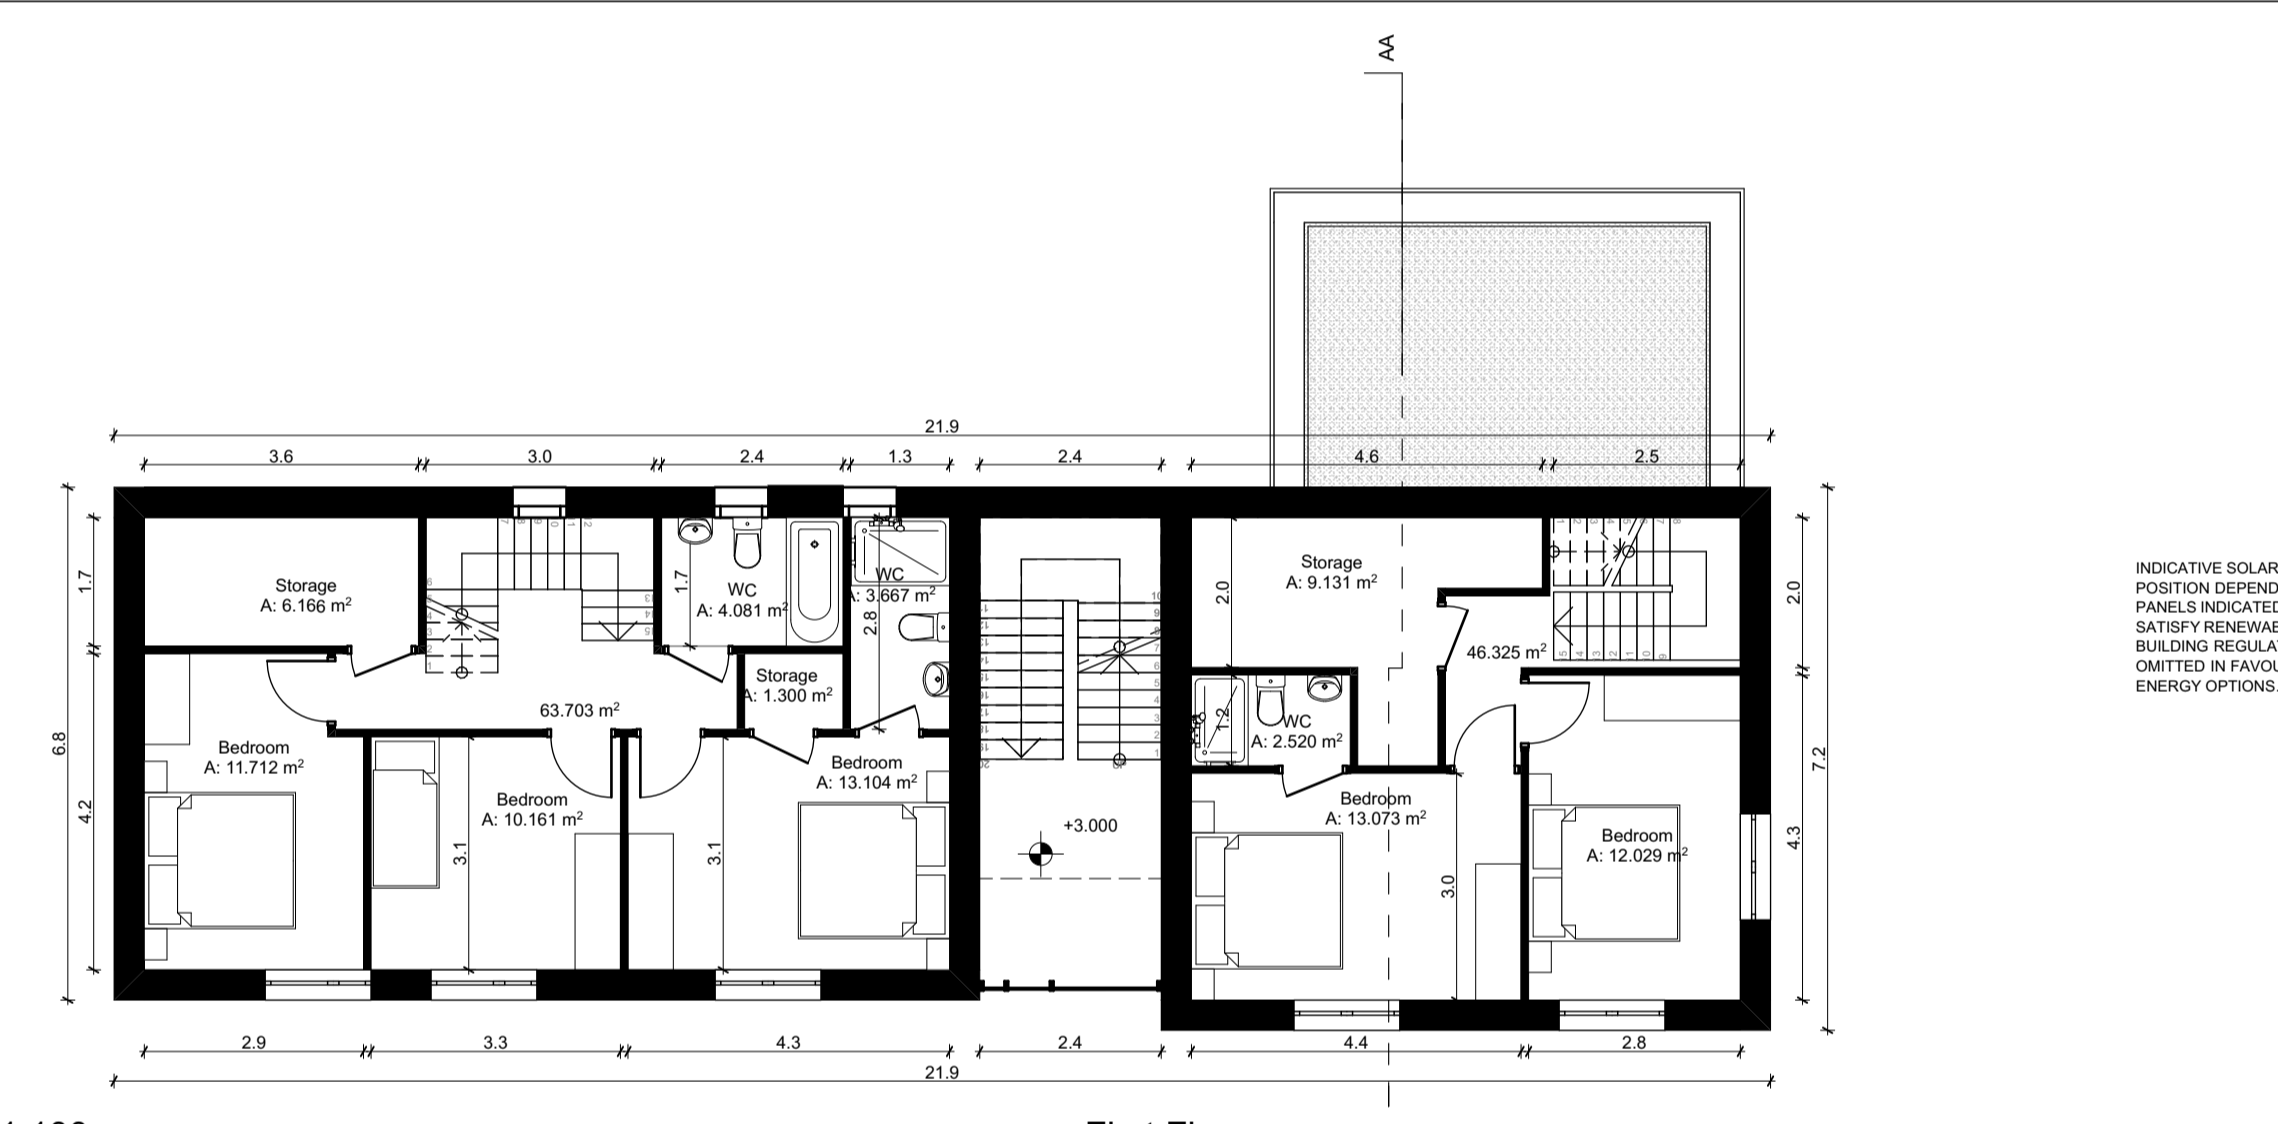 AA
21.9
3.6
3.0
2.4
1.3
2.4
4.6
2.5
6.8
1.7
4.2
Storage
A: 6.166 m²
1.7
WC
A: 4.081 m²
WC
A: 3.667 m²
2.8
Storage
A: 1.300 m²
63.703 m²
Bedroom
A: 11.712 m²
Bedroom
A: 10.161 m²
3.1
Bedroom
A: 13.104 m²
3.1
+3.000
Storage
A: 9.131 m²
2.0
46.325 m²
1.2
WC
A: 2.520 m²
Bedroom
A: 13.073 m²
3.0
Bedroom
A: 12.029 m²
2.0
4.3
7.2
2.9
3.3
4.3
2.4
4.4
2.8
21.9
INDICATIVE SOLAR
POSITION DEPEND
PANELS INDICATED
SATISFY RENEWAB
BUILDING REGULA
OMITTED IN FAVOU
ENERGY OPTIONS.